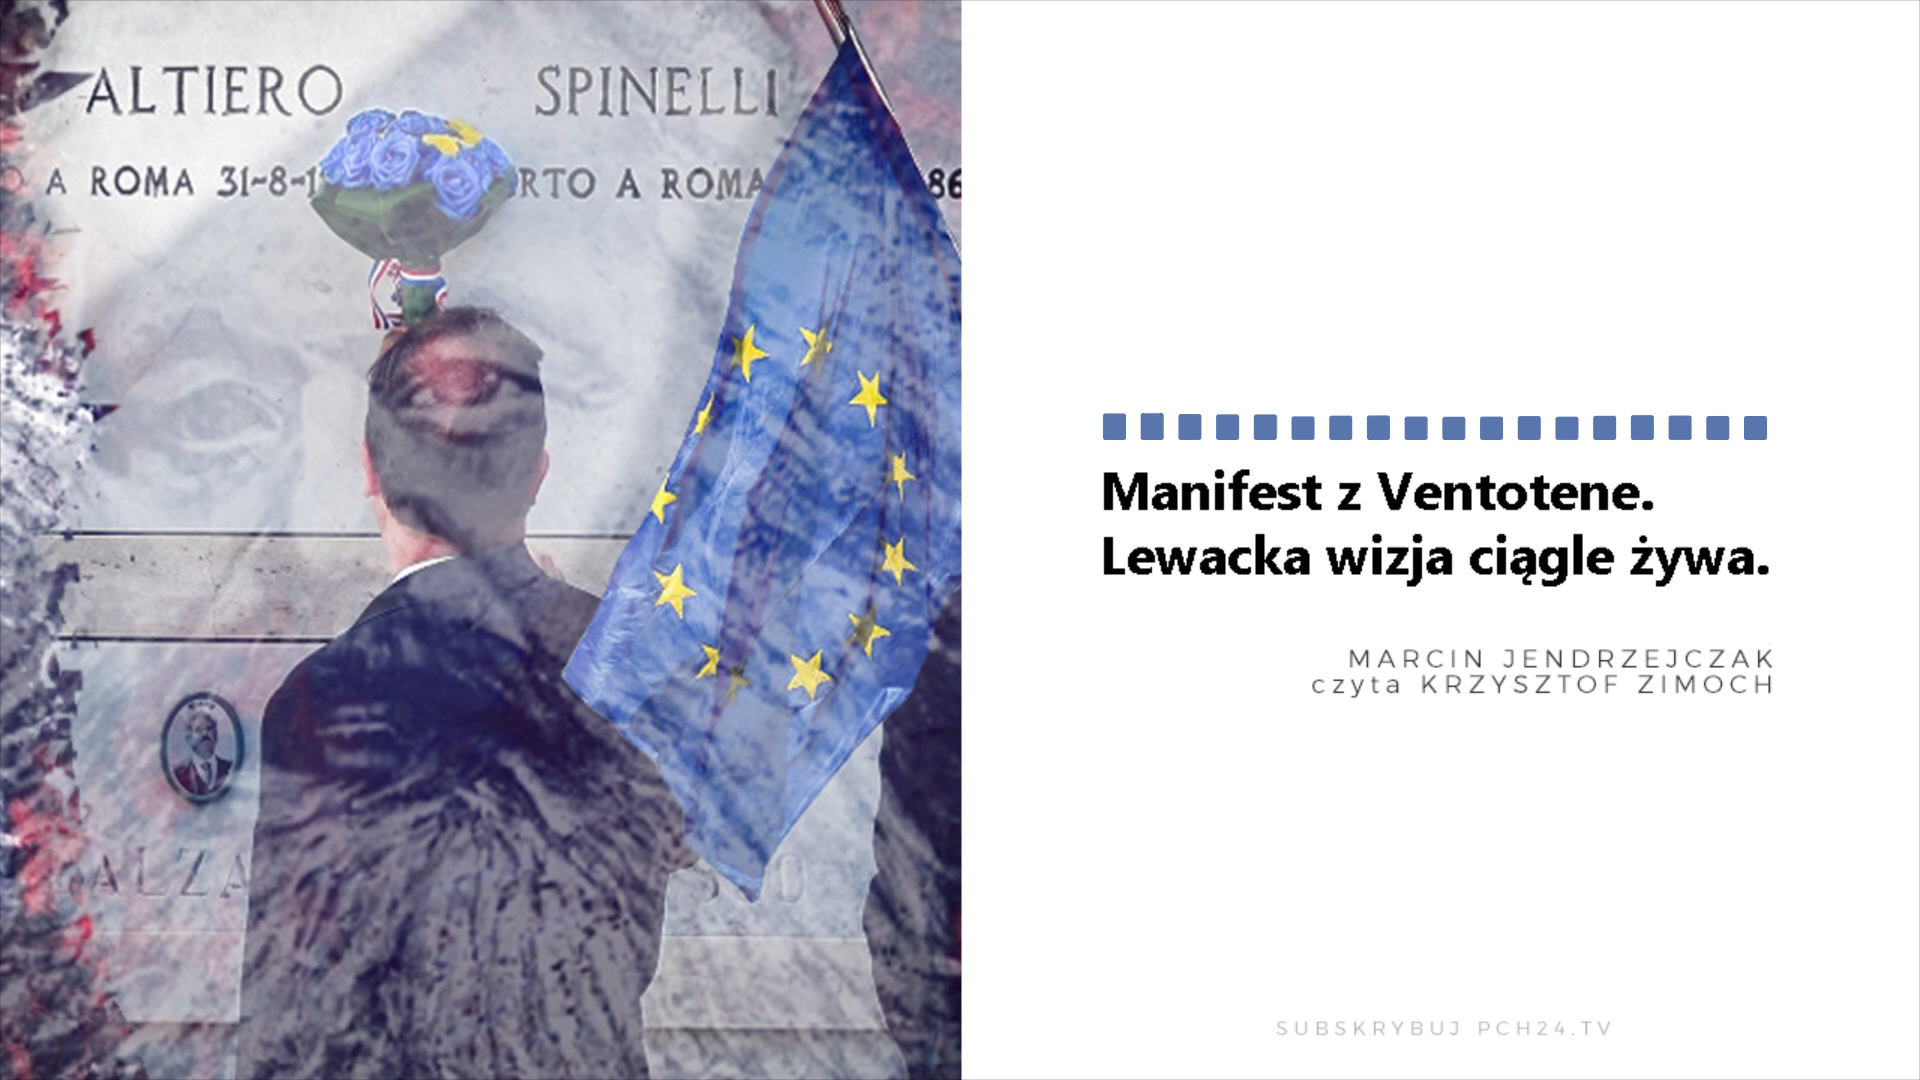 ALTIERO SPINELLI
A ROMA 31-8-1 RTO A ROMA 86
ALZA
Manifest z Ventotene.
Lewacka wizja ciągle żywa.
MARCIN JENDRZEJCZAK
czyta KRZYSZTOF ZIMOCH
SUBSKRYBUJ PCH24.TV